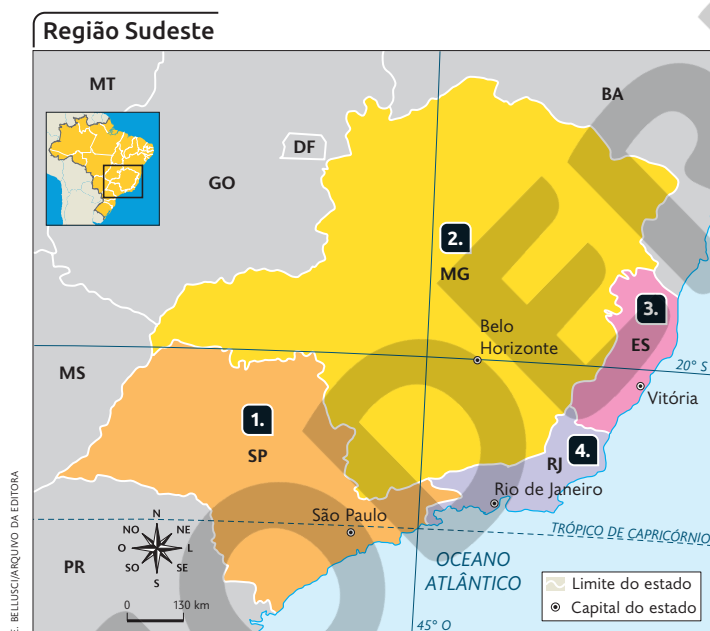 Região Sudeste
MT
BA
DF
GO
2.
MG
3.
Belo
Horizonte
ES
20° S
MS
Vitória
1.
SP
4.
RJ
Rio de Janeiro
São Paulo
TRÓPICO DE CAPRICÓRNIO
N
NO
NE
O
L
SO
SE
S
PR
OCEANO
ATLÂNTICO
Limite do estado
Capital do estado
0
130 km
45° O
E. BELLUSCI/ARQUIVO DA EDITORA